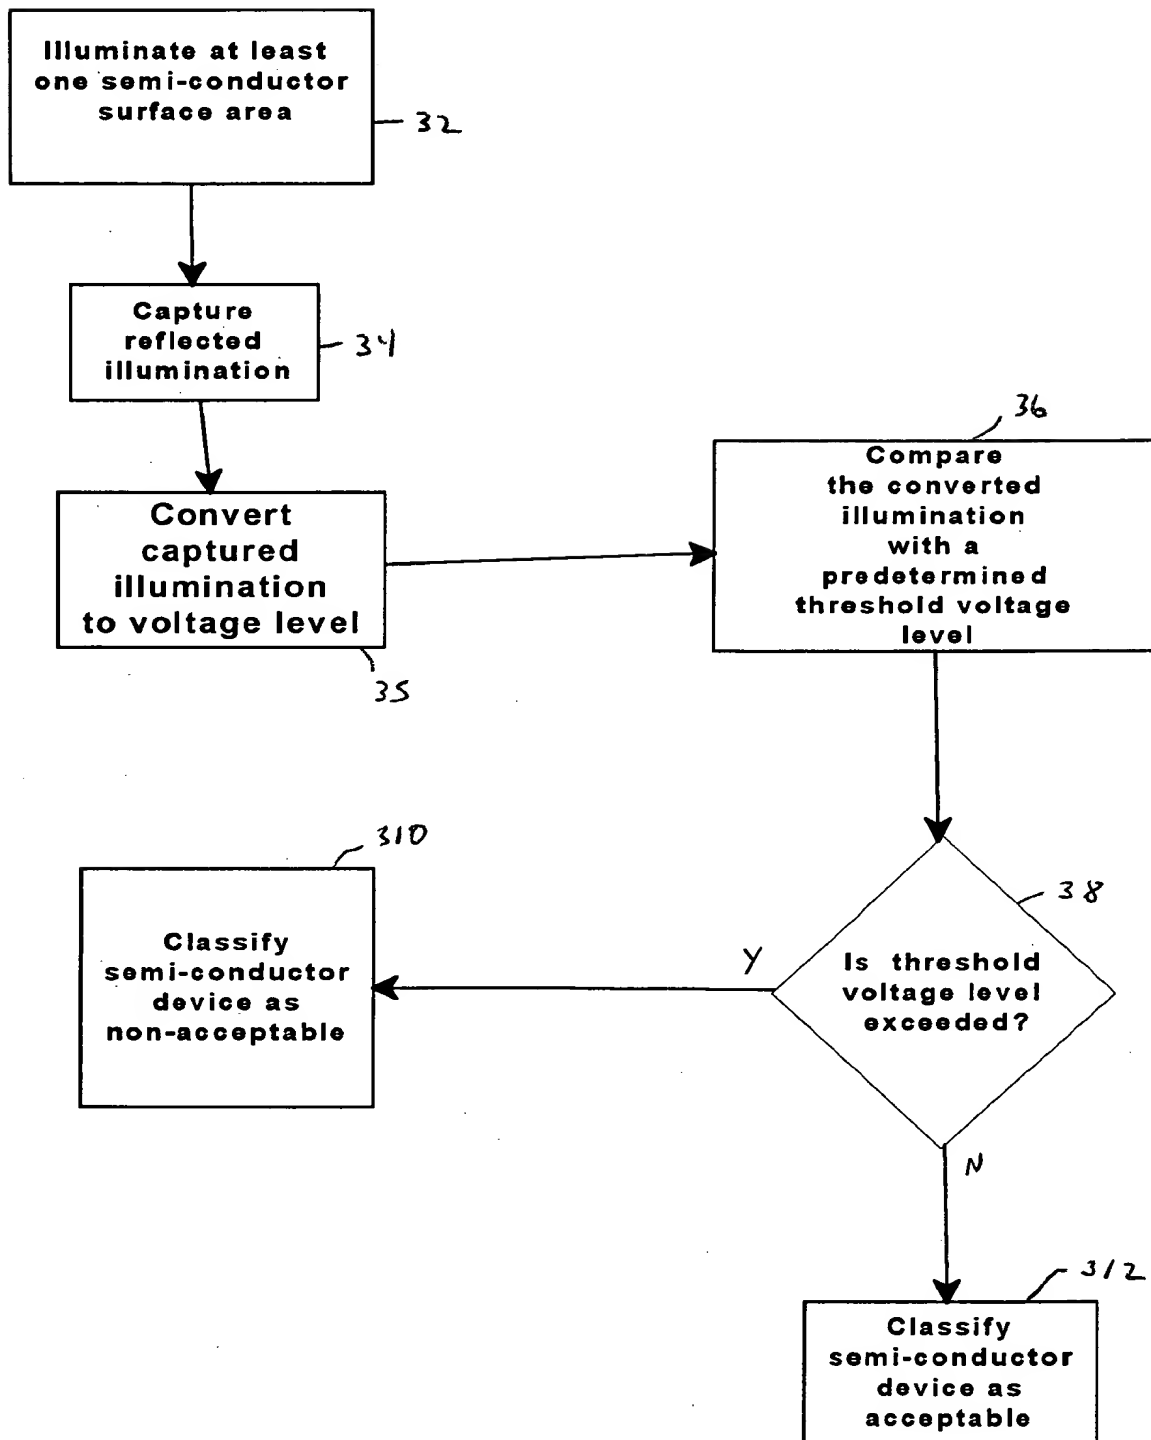 Illuminate at least
one semi-conductor
surface area
32
Capture
reflected
illumination
34
Convert
captured
illumination
to voltage level
35
36
Compare
the converted
illumination
with a
predetermined
threshold voltage
level
38
Is threshold
voltage level
exceeded?
Y
310
Classify
semi-conductor
device as
non-acceptable
N
312
Classify
semi-conductor
device as
acceptable